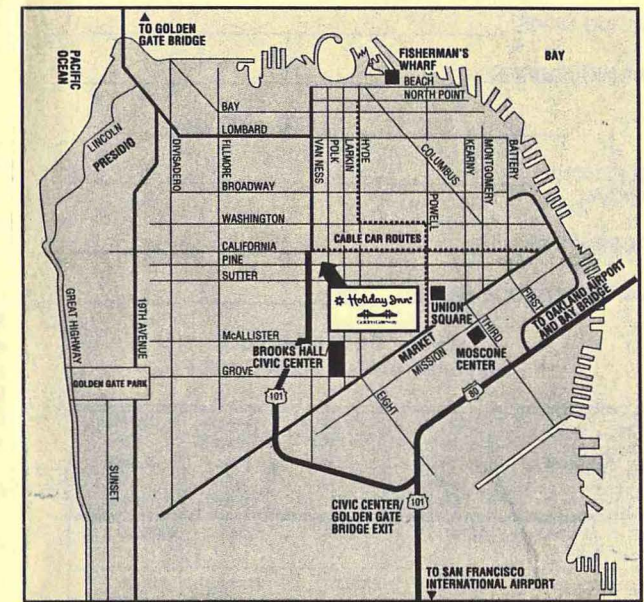 TO GOLDEN
GATE BRIDGE
PACIFIC
OCEAN
FISHERMAN'S
WHARF
BAY
BEACH
NORTH POINT
BAY
LOMBARD
LINCOLN
PRESIDIO
DIVISADERO
FILLMORE
VAN NESS
POLK
LARKIN
HYDE
COLUMBUS
POWELL
KEARNY
MONTGOMERY
BATTERY
BROADWAY
WASHINGTON
CABLE CAR ROUTES
CALIFORNIA
PINE
SUTTER
Holiday Inn®
UNION
SQUARE
FIRST
TO OAKLAND AIRPORT
AND BAY BRIDGE
GREAT HIGHWAY
19TH AVENUE
McALLISTER
MARKET
MISSION
THIRD
MOSCONE
CENTER
BROOKS HALL/
CIVIC CENTER
GROVE
GOLDEN GATE PARK
101
EIGHT
80
SUNSET
CIVIC CENTER/
GOLDEN GATE
BRIDGE EXIT
101
TO SAN FRANCISCO
INTERNATIONAL AIRPORT